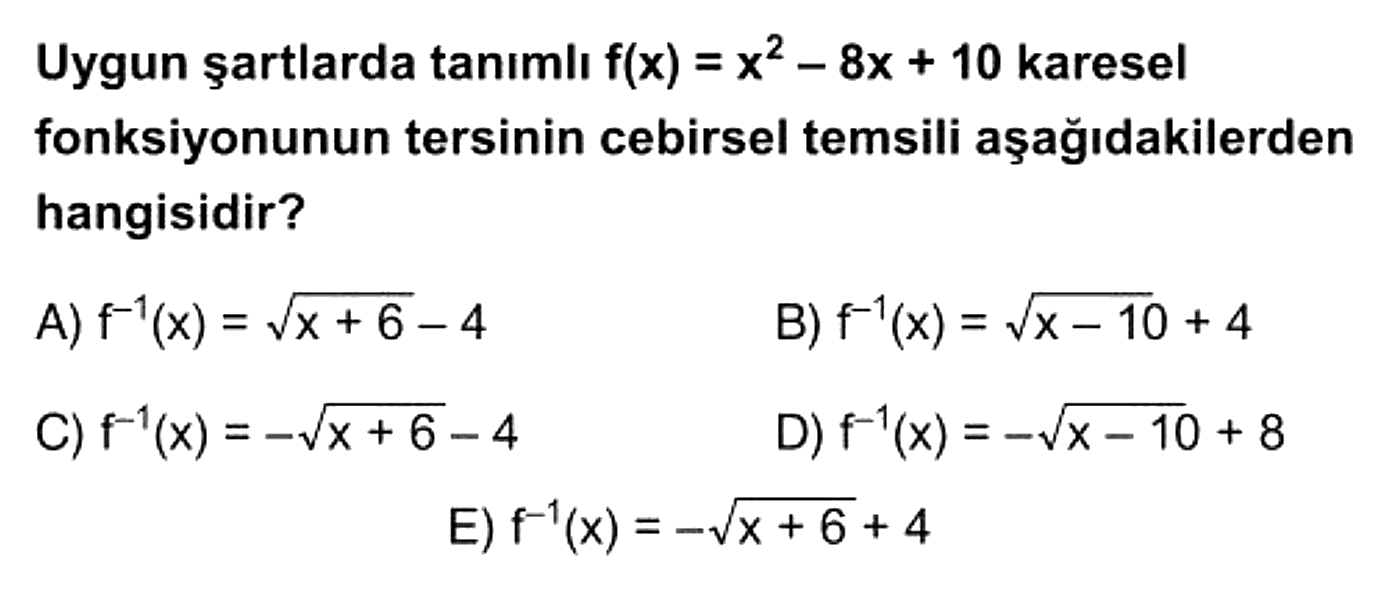 Uygun şartlarda tanımlı f(x) = x² – 8x + 10 karesel
fonksiyonunun tersinin cebirsel temsili aşağıdakilerden
hangisidir?
A) f⁻¹(x) = √(x + 6) – 4 B) f⁻¹(x) = √(x – 10) + 4
C) f⁻¹(x) = –√(x + 6) – 4 D) f⁻¹(x) = –√(x – 10) + 8
E) f⁻¹(x) = –√(x + 6) + 4